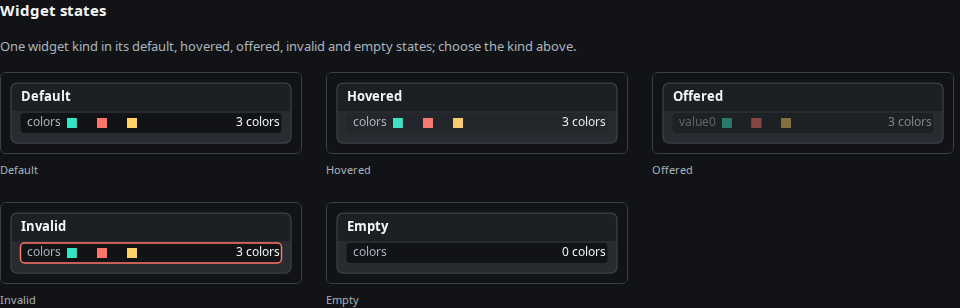 Widget states
One widget kind in its default, hovered, offered, invalid and empty states; choose the kind above.
Default
colors 3 colors
Default
Hovered
colors 3 colors
Hovered
Offered
value0 3 colors
Offered
Invalid
colors 3 colors
Invalid
Empty
colors 0 colors
Empty